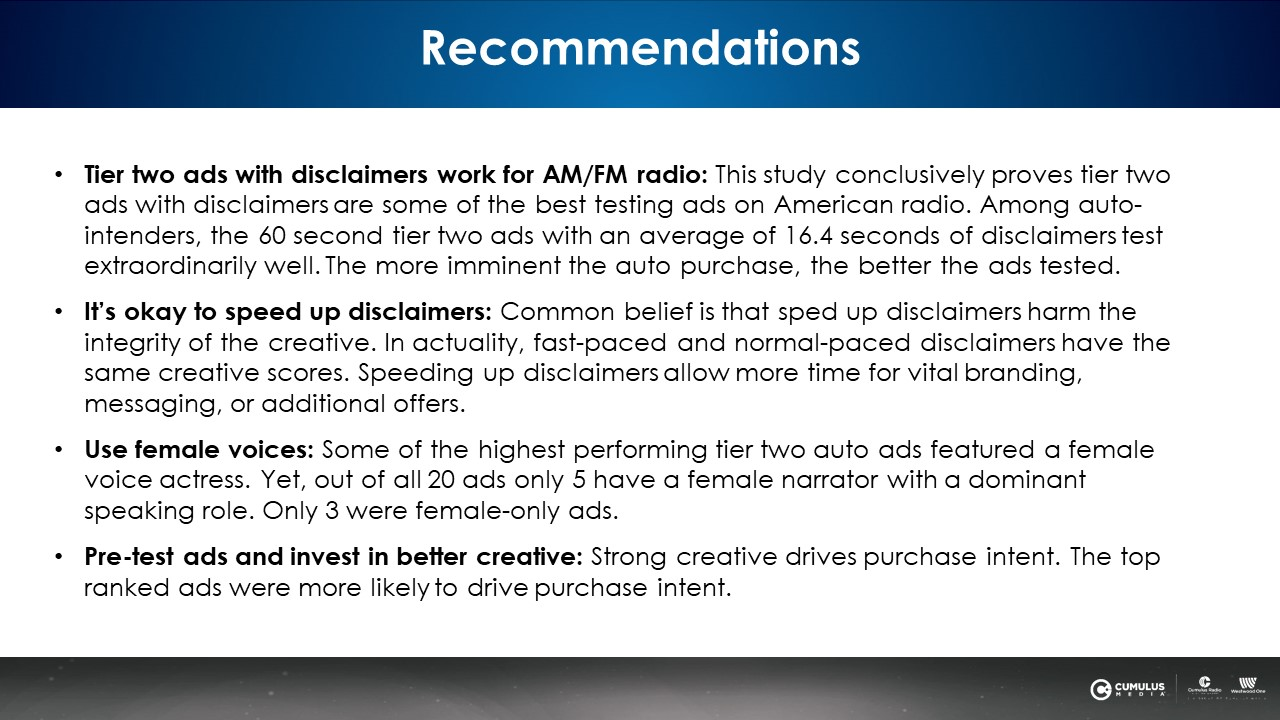 Recommendations
• Tier two ads with disclaimers work for AM/FM radio: This study conclusively proves tier two
ads with disclaimers are some of the best testing ads on American radio. Among auto-
intenders, the 60 second tier two ads with an average of 16.4 seconds of disclaimers test
extraordinarily well. The more imminent the auto purchase, the better the ads tested.
• It’s okay to speed up disclaimers: Common belief is that sped up disclaimers harm the
integrity of the creative. In actuality, fast-paced and normal-paced disclaimers have the
same creative scores. Speeding up disclaimers allow more time for vital branding,
messaging, or additional offers.
• Use female voices: Some of the highest performing tier two auto ads featured a female
voice actress. Yet, out of all 20 ads only 5 have a female narrator with a dominant
speaking role. Only 3 were female-only ads.
• Pre-test ads and invest in better creative: Strong creative drives purchase intent. The top
ranked ads were more likely to drive purchase intent.
CUMULUS
MEDIA
Cumulus Radio
Westwood One